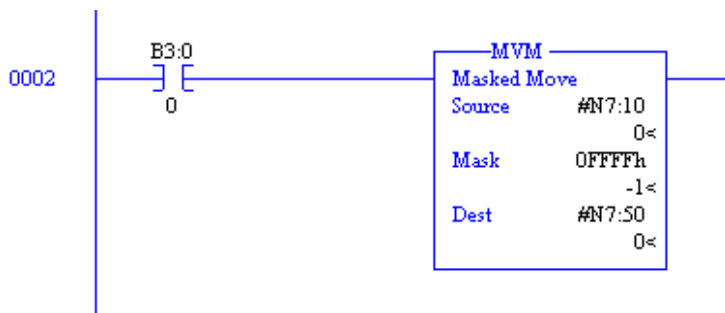 MVM
B3:0
0002
Masked Move
0
Source #N7:10
0<
Mask 0FFFFh
-1<
Dest #N7:50
0<